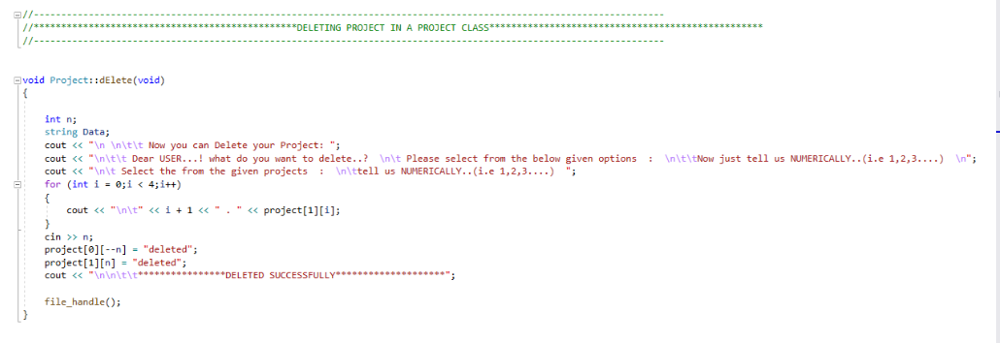 //------------------------------------------------------------------------------------------------------------------
//************************************************DELETING PROJECT IN A PROJECT CLASS**************************************************
//------------------------------------------------------------------------------------------------------------------
void Project::dElete(void)
{
int n;
string Data;
cout << "\n \n\t\t Now you can Delete your Project: ";
cout << "\n\t\t Dear USER...! what do you want to delete..?  \n\t Please select from the below given options  :  \n\t\tNow just tell us NUMERICALLY..(i.e 1,2,3....)  \n";
cout << "\n\t Select the from the given projects  :  \n\ttell us NUMERICALLY..(i.e 1,2,3....)  ";
for (int i = 0;i < 4;i++)
{
cout << "\n\t" << i + 1 << " . " << project[1][i];
}
cin >> n;
project[0][--n] = "deleted";
project[1][n] = "deleted";
cout << "\n\n\t\t****************DELETED SUCCESSFULLY********************";
file_handle();
}